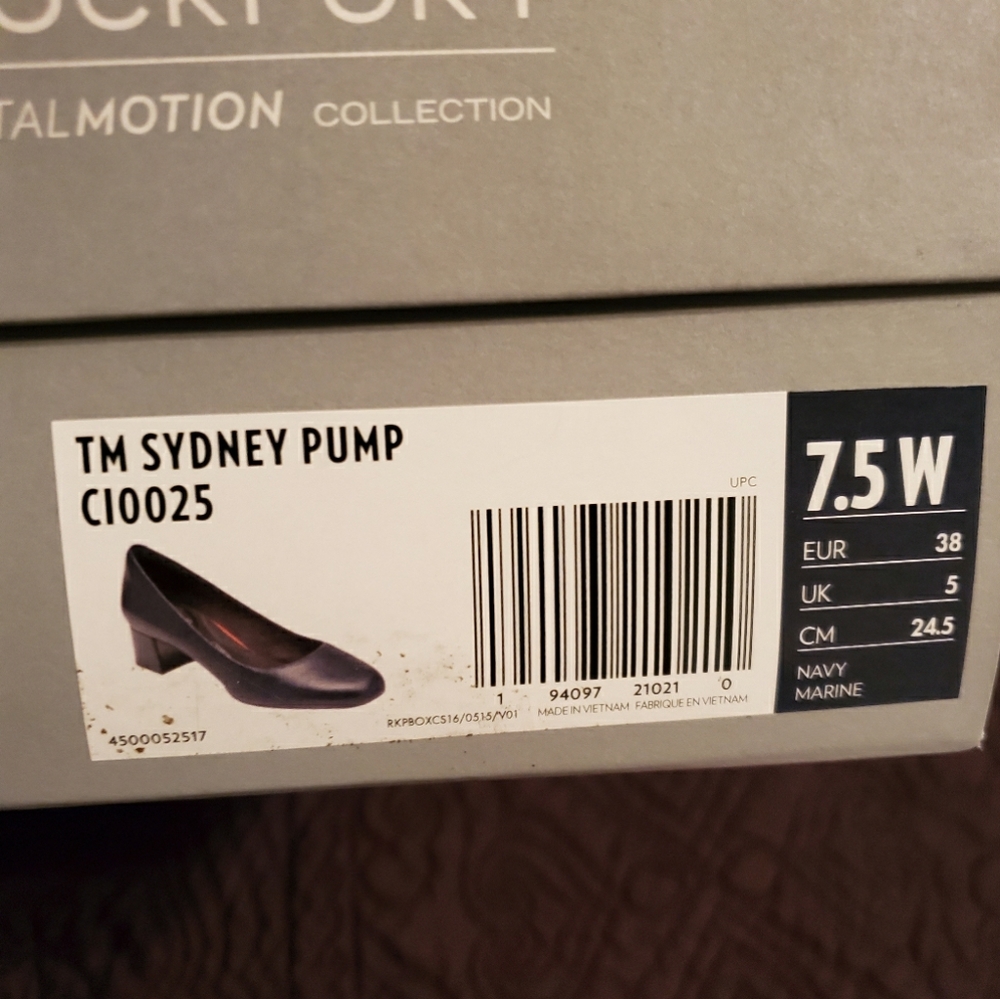 OCKPORT
TALMOTION COLLECTION
TM SYDNEY PUMP
CI0025
UPC
1 94097 21021 0
RKPBOXCS16/0515/V01 MADE IN VIETNAM FABRIQUE EN VIETNAM
4500052517
7.5 W
EUR 38
UK 5
CM 24.5
NAVY
MARINE